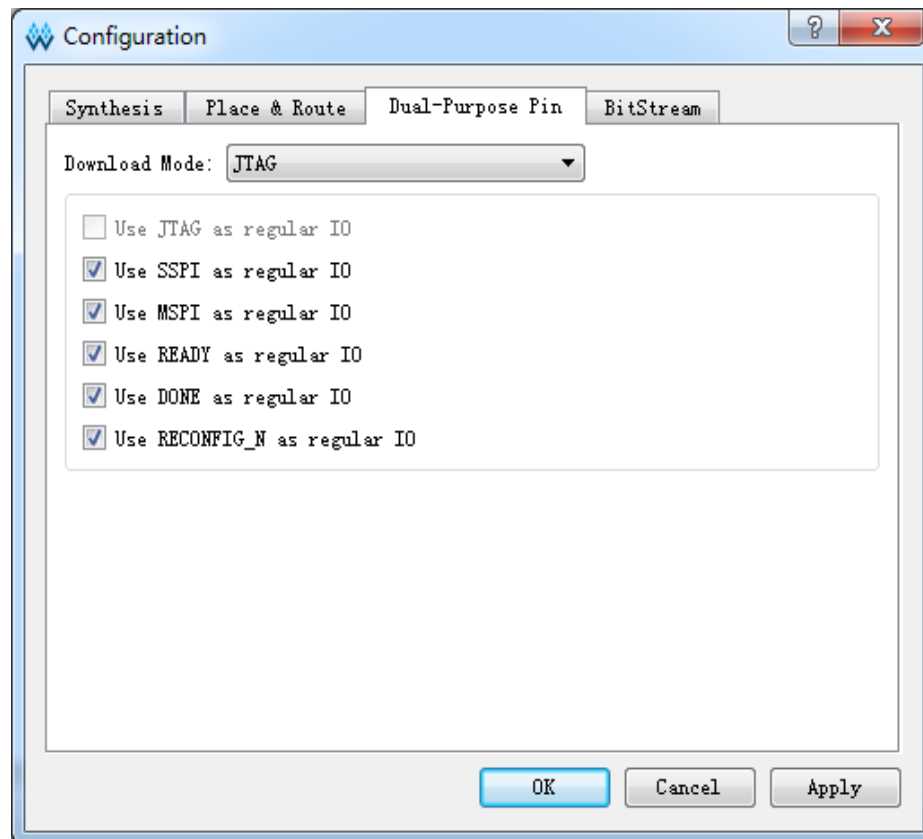 Configuration
Synthesis Place & Route Dual-Purpose Pin BitStream
Download Mode: JTAG
Use JTAG as regular IO
Use SSPI as regular IO
Use MSPI as regular IO
Use READY as regular IO
Use DONE as regular IO
Use RECONFIG_N as regular IO
OK Cancel Apply